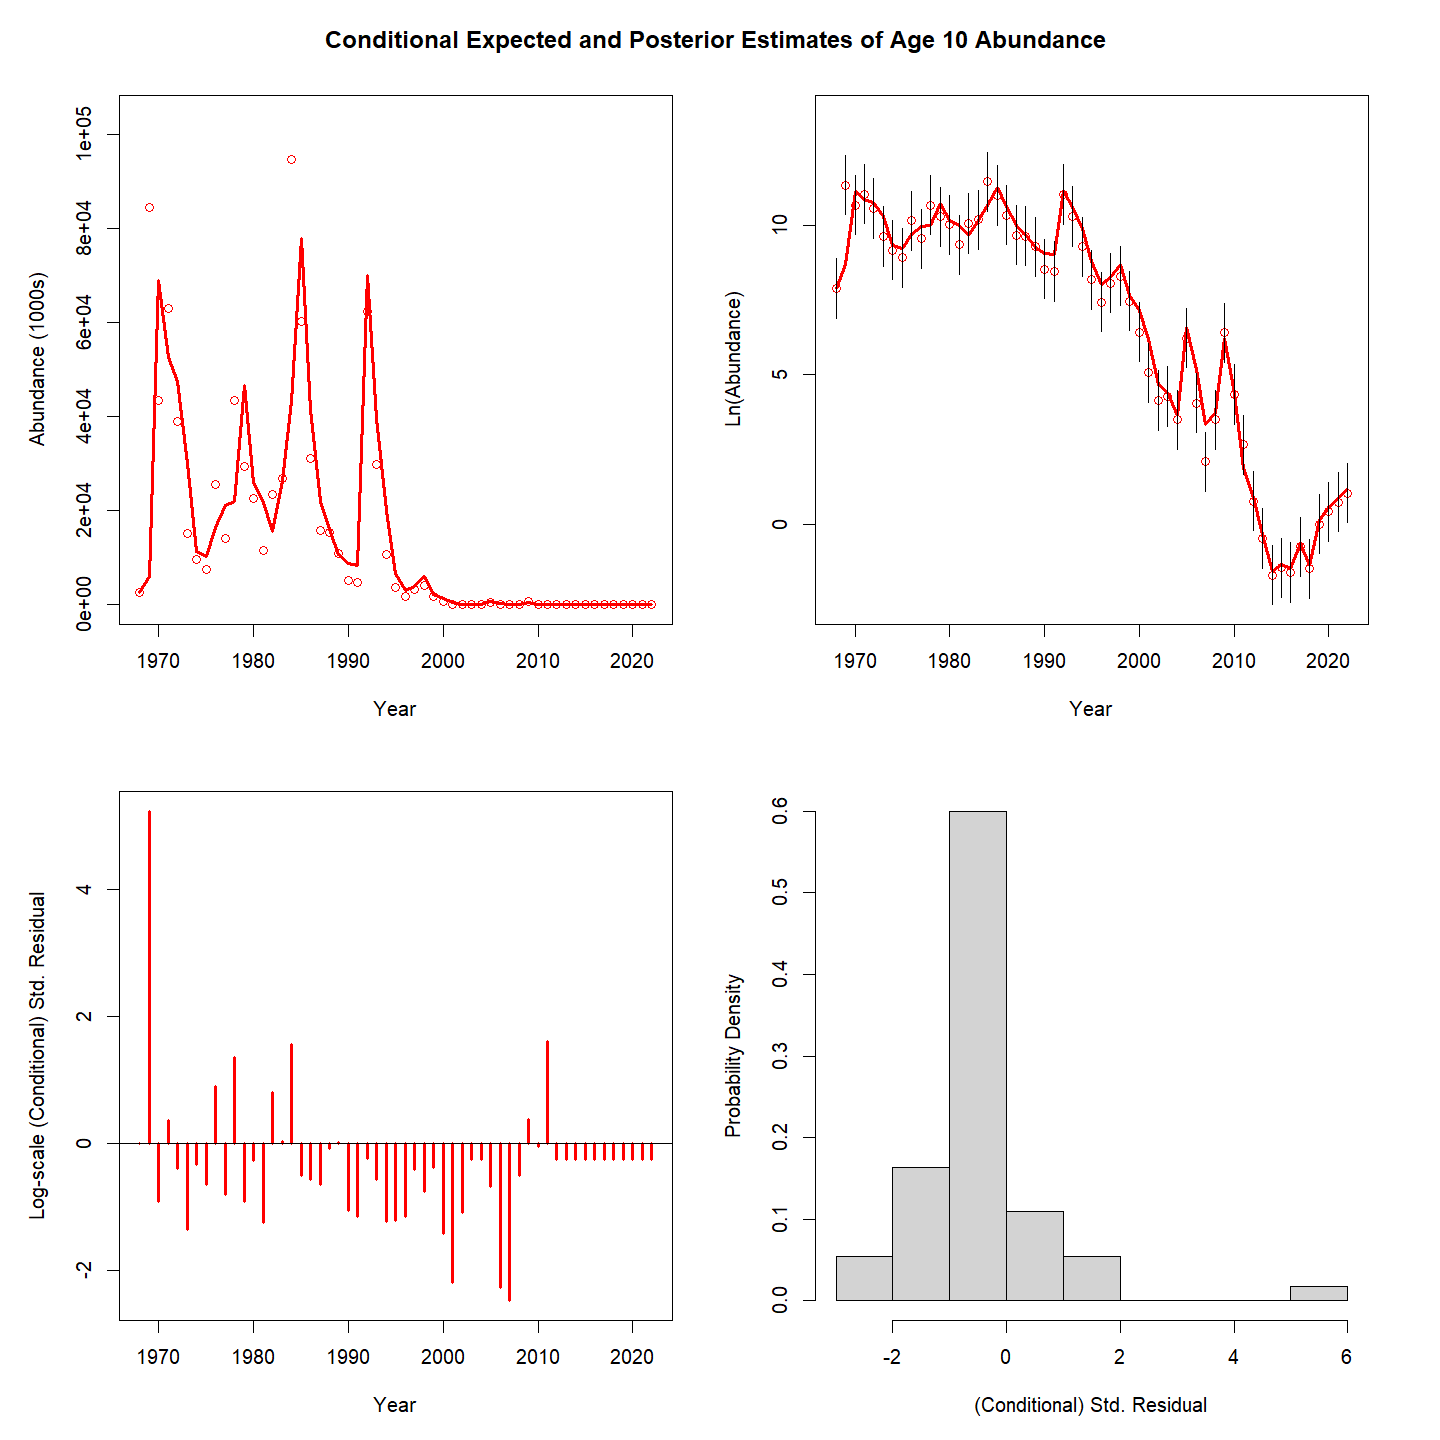 Conditional Expected and Posterior Estimates of Age 10 Abundance
Abundance (1000s)
1e+05
8e+04
6e+04
4e+04
2e+04
0e+00
1970 1980 1990 2000 2010 2020
Year
Ln(Abundance)
10
5
0
1970 1980 1990 2000 2010 2020
Year
Log-scale (Conditional) Std. Residual
4
2
0
-2
1970 1980 1990 2000 2010 2020
Year
Probability Density
0.6
0.5
0.4
0.3
0.2
0.1
0.0
-2 0 2 4 6
(Conditional) Std. Residual